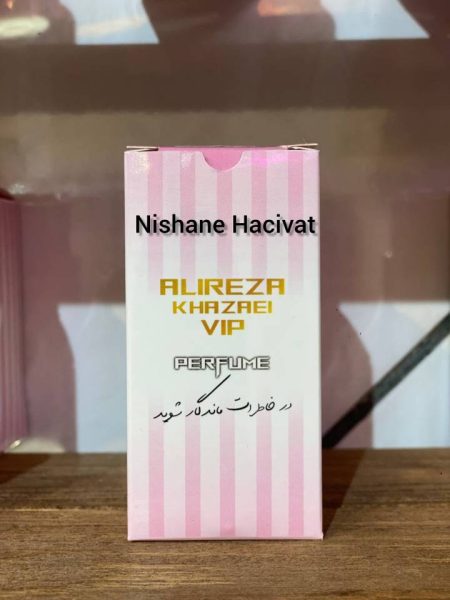 Nishane Hacivat
ALIREZA
KHAZAEI
VIP
PERFUME
در خاطرات ماندگار شوید